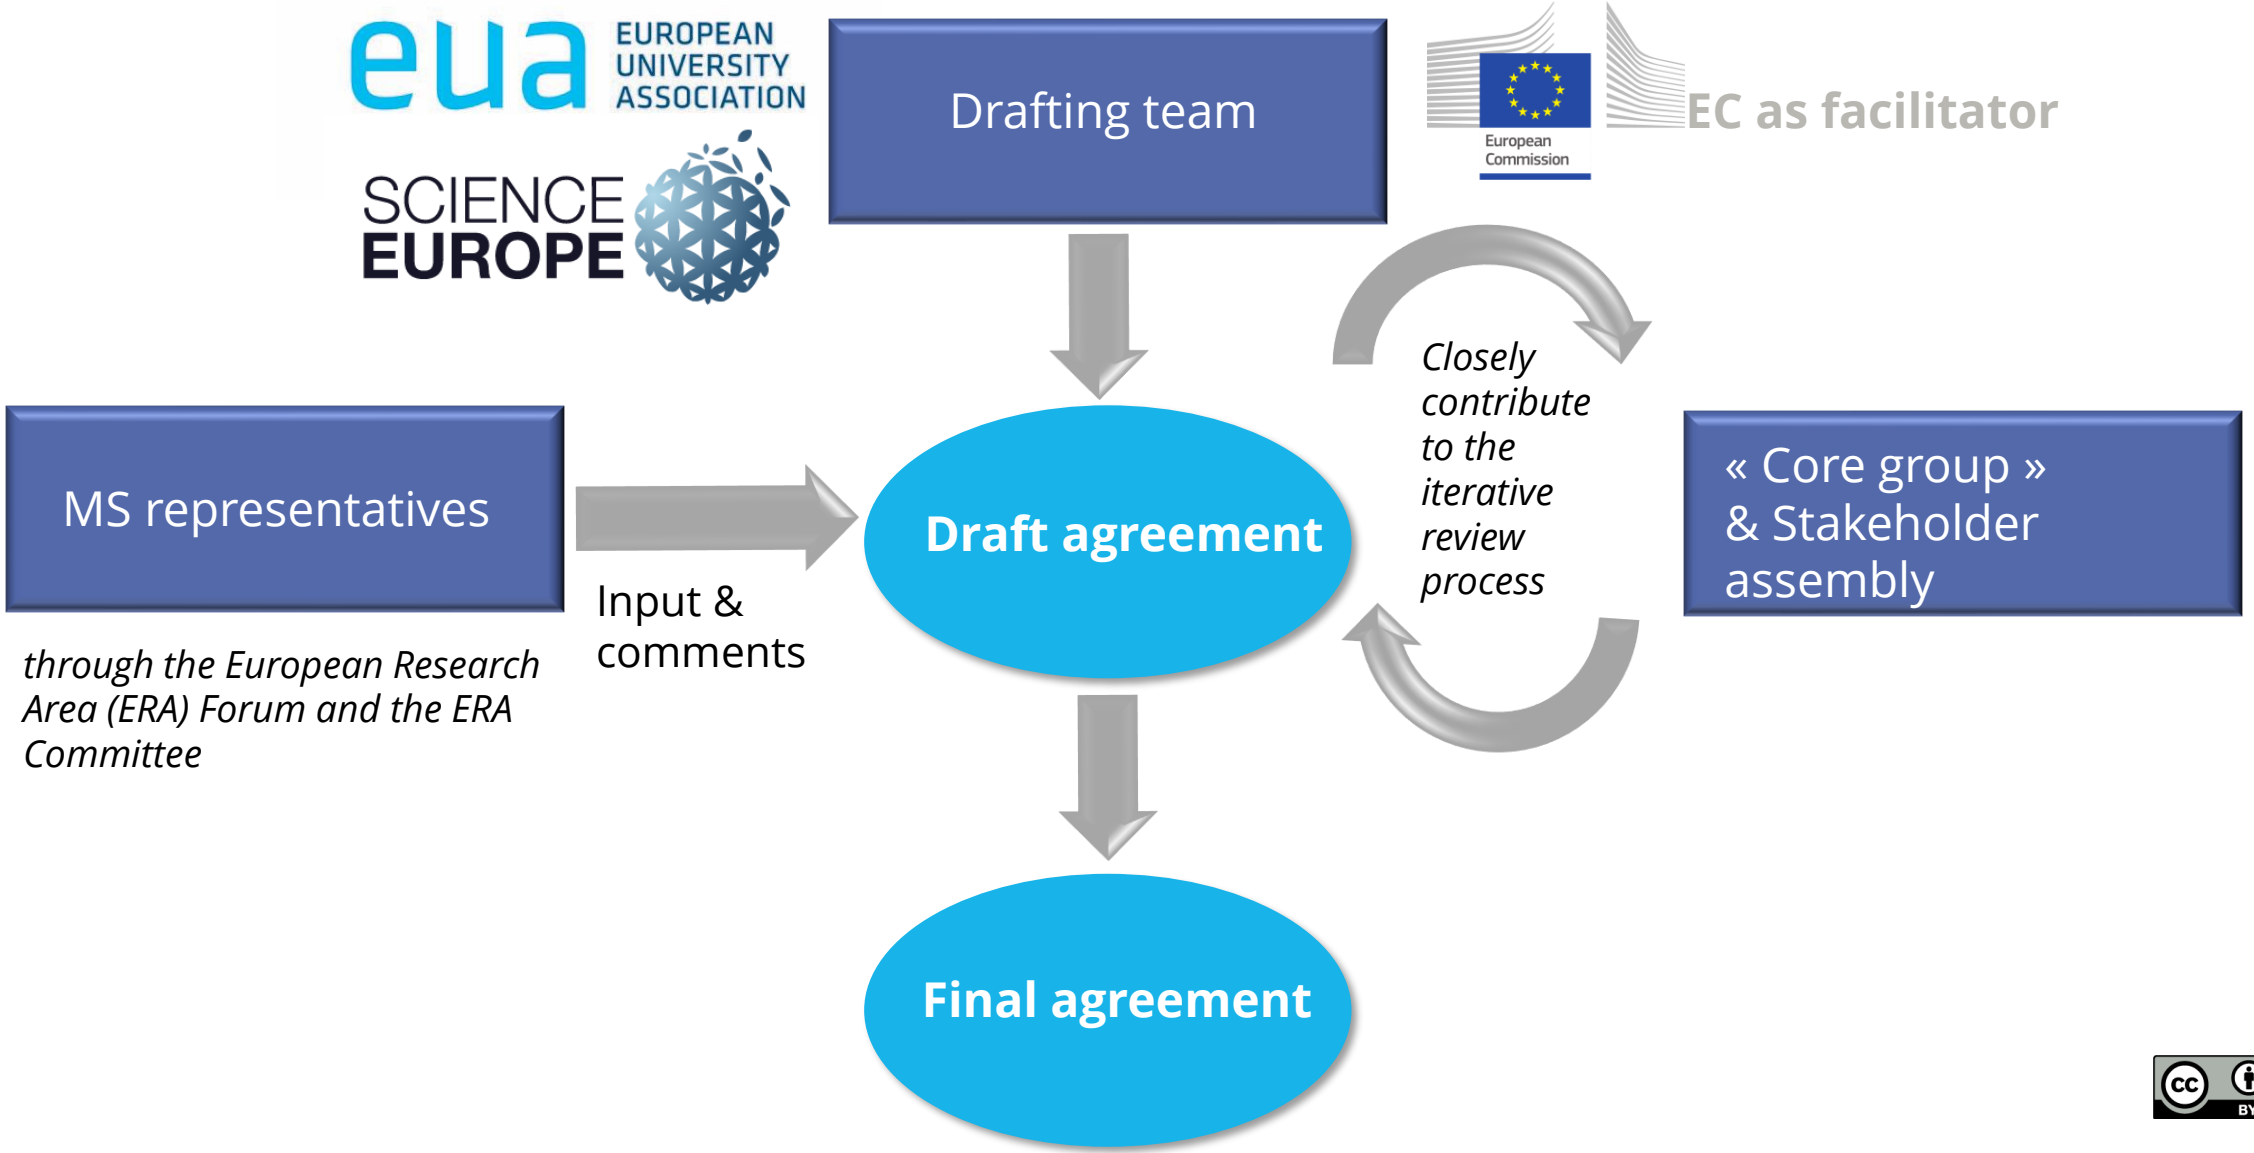 eua
EUROPEAN
UNIVERSITY
ASSOCIATION
SCIENCE
EUROPE
Drafting team
European
Commission
EC as facilitator
MS representatives
through the European Research
Area (ERA) Forum and the ERA
Committee
Input &
comments
Draft agreement
Closely
contribute
to the
iterative
review
process
« Core group »
& Stakeholder
assembly
Final agreement
cc
BY